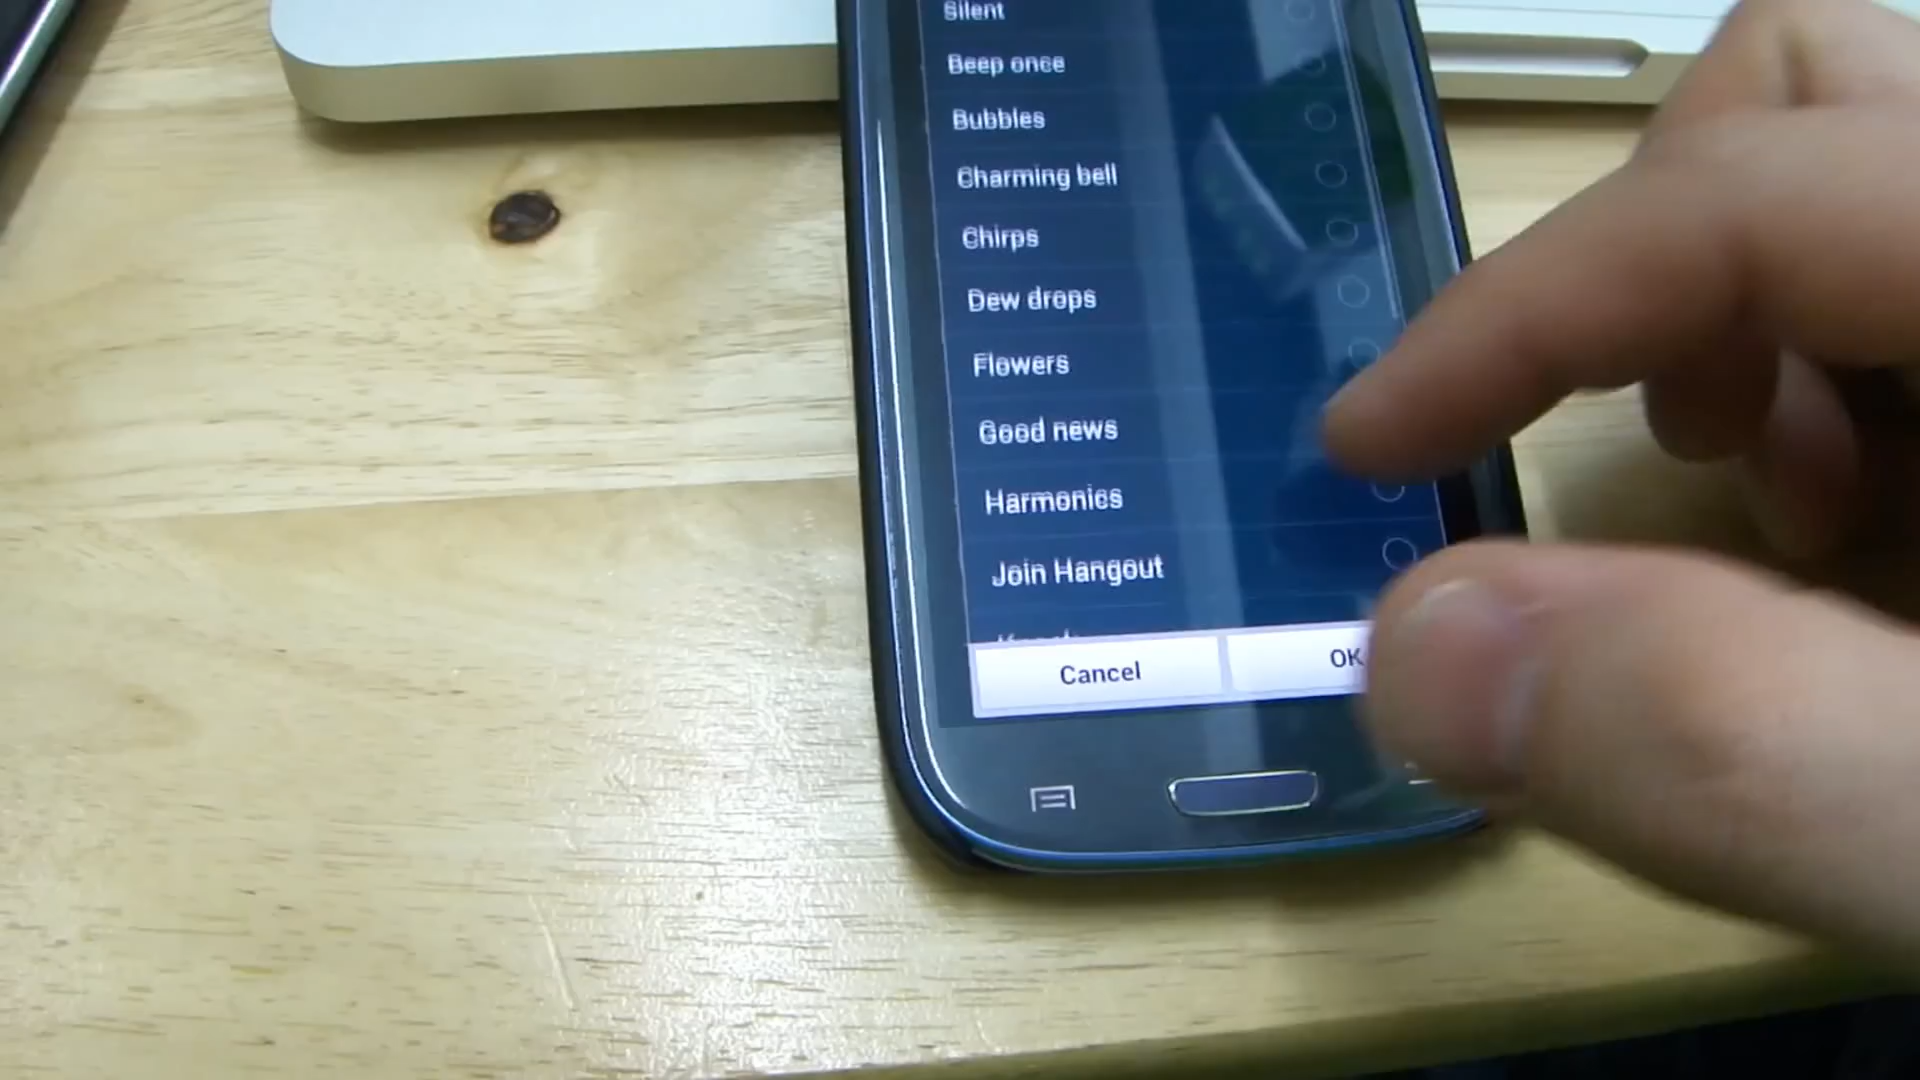 Silent
Beep once
Bubbles
Charming bell
Chirps
Dew drops
Flowers
Good news
Harmonics
Join Hangout
Cancel
OK